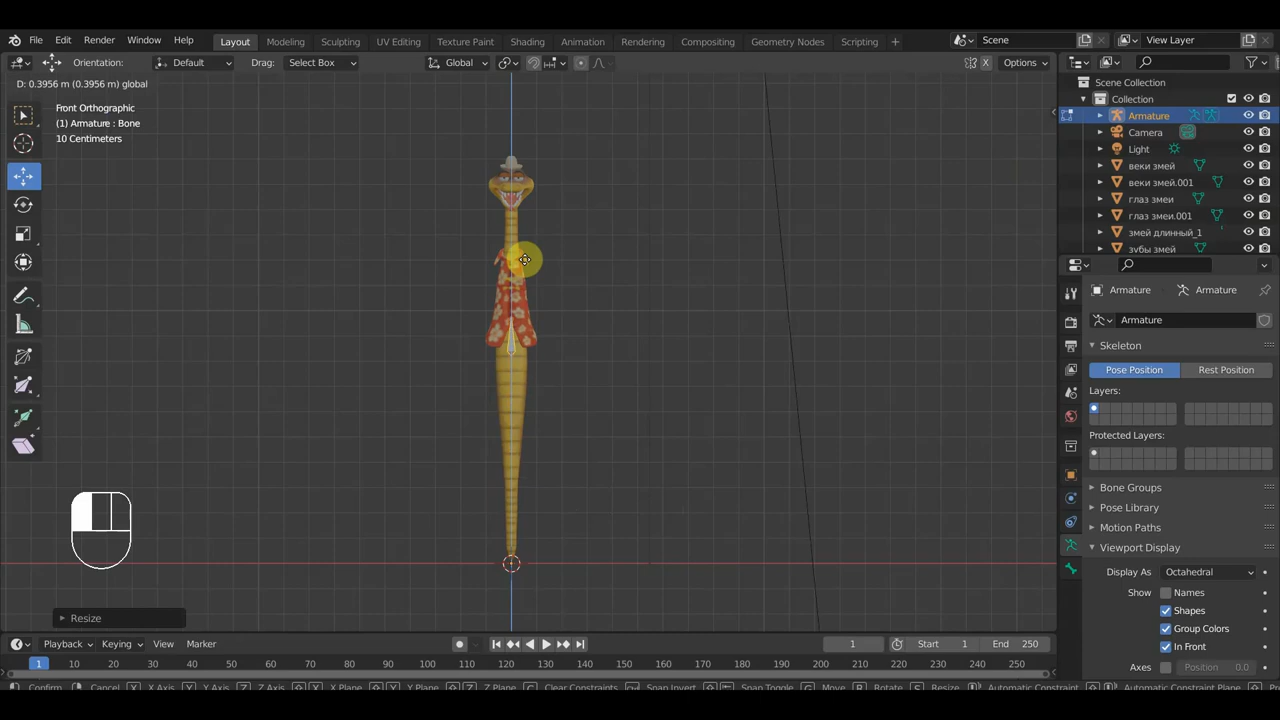 File Edit Render Window Help Layout Modeling Sculpting UV Editing Texture Paint Shading Animation Rendering Compositing Geometry Nodes Scripting + Scene View Layer
Orientation: Default Drag: Select Box Global X Options
D: 0.3956 m (0.3956 m) global
Front Orthographic
(1) Armature : Bone
10 Centimeters
Resize
Scene Collection
Collection
Armature
Camera
Light
веки змей
веки змей.001
глаз змеи
глаз змеи.001
змей длинный_1
зубы змей
Armature Armature
Armature
Skeleton
Pose Position Rest Position
Layers:
Protected Layers:
Bone Groups
Pose Library
Motion Paths
Viewport Display
Display As Octahedral
Show Names
Shapes
Group Colors
In Front
Axes Position 0.0
Playback Keying View Marker 1 Start 1 End 250
0 1 10 20 30 40 50 60 70 80 90 100 110 120 130 140 150 160 170 180 190 200 210 220 230 240 250
Confirm Cancel X X Axis Y Y Axis Z Z Axis X X Plane Y Y Plane Z Z Plane C Clear Constraints Snap Invert Snap Toggle G Move R Rotate S Resize Automatic Constraint Automatic Constraint Plane